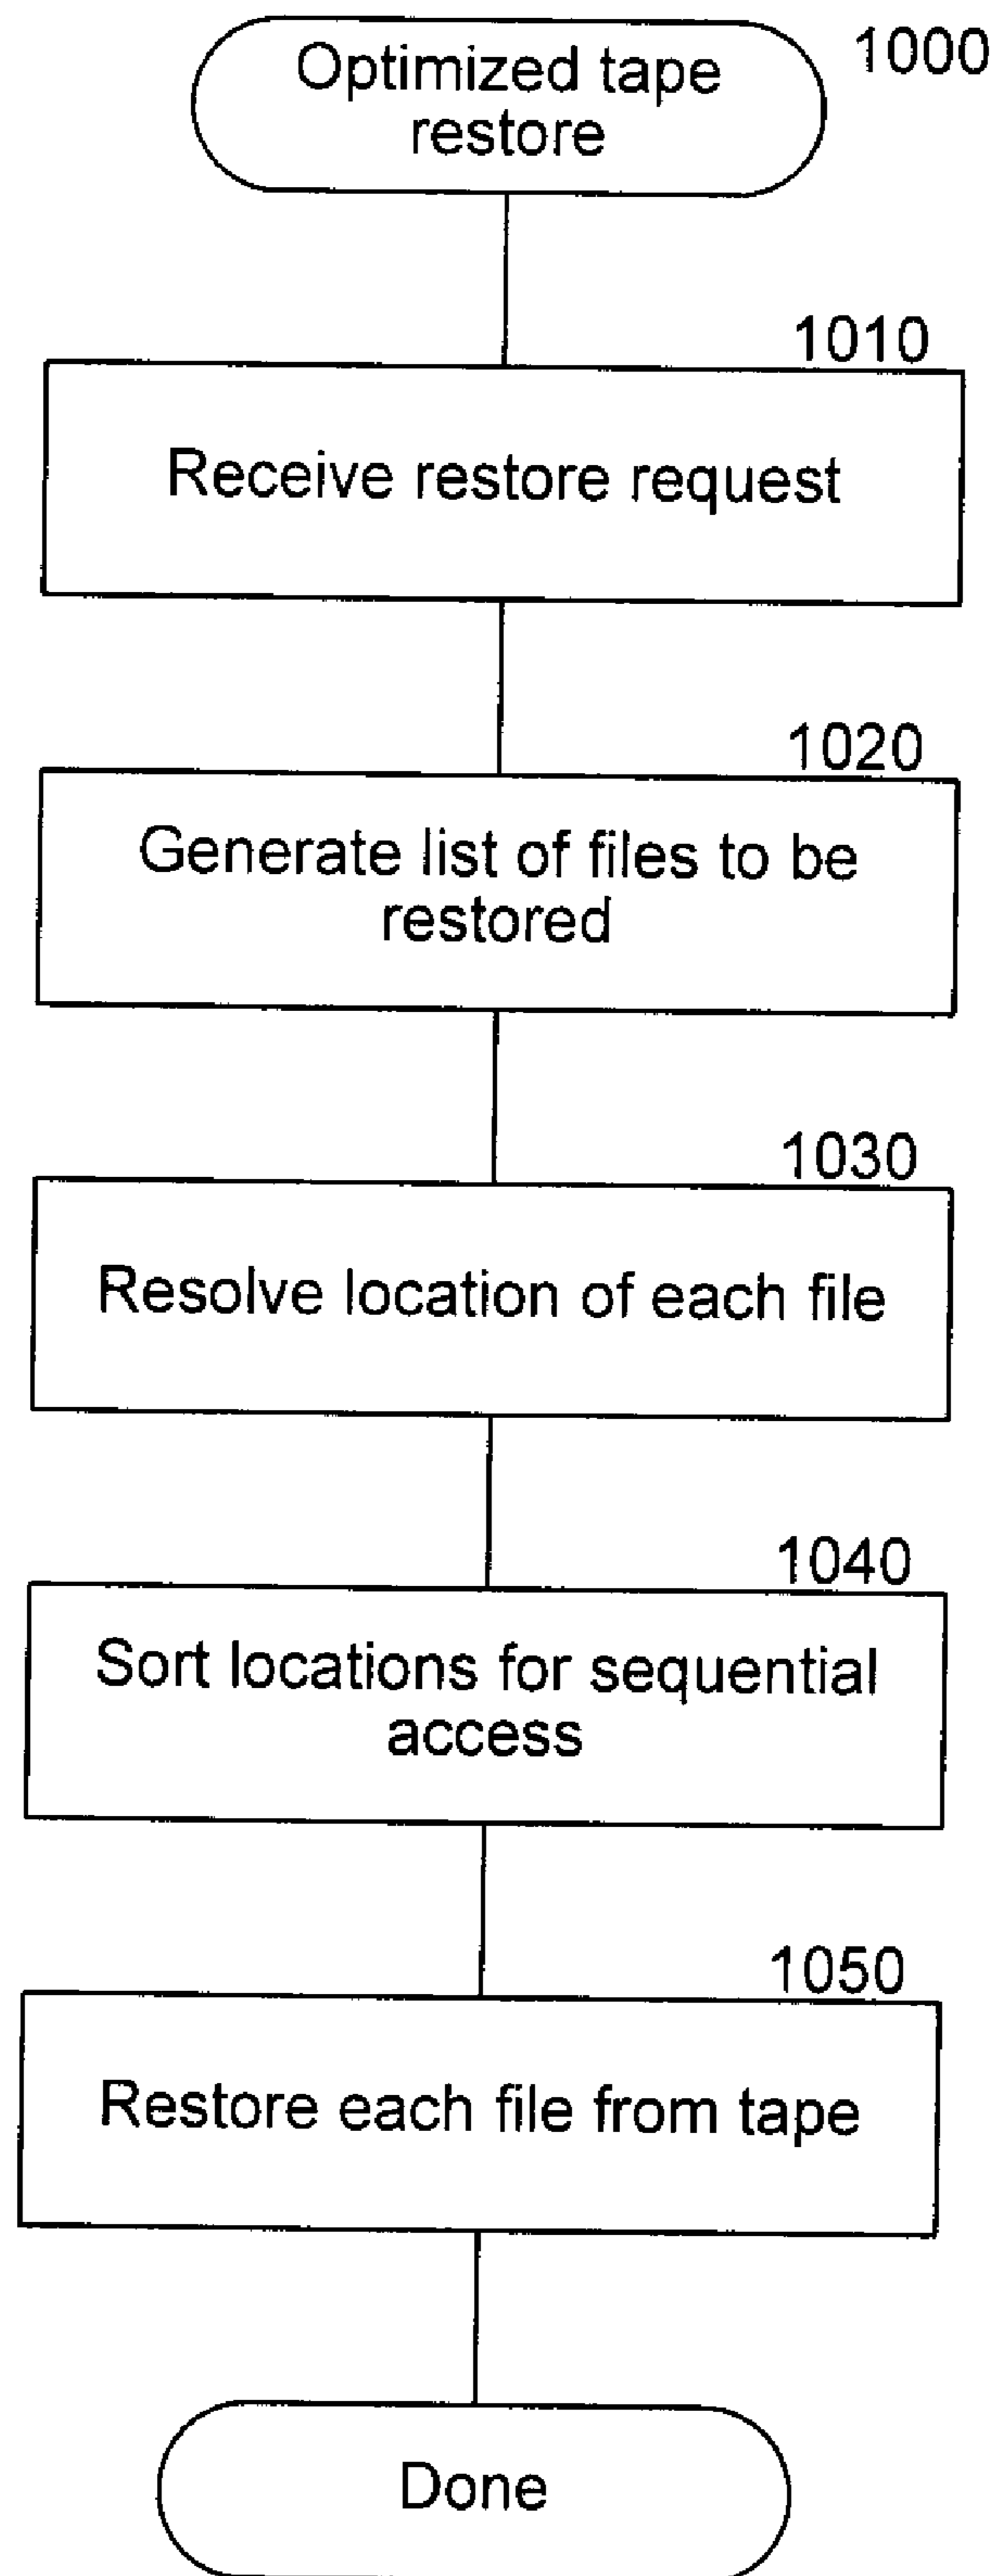 Optimized tape
restore
1000
1010
Receive restore request
1020
Generate list of files to be
restored
1030
Resolve location of each file
1040
Sort locations for sequential
access
1050
Restore each file from tape
Done